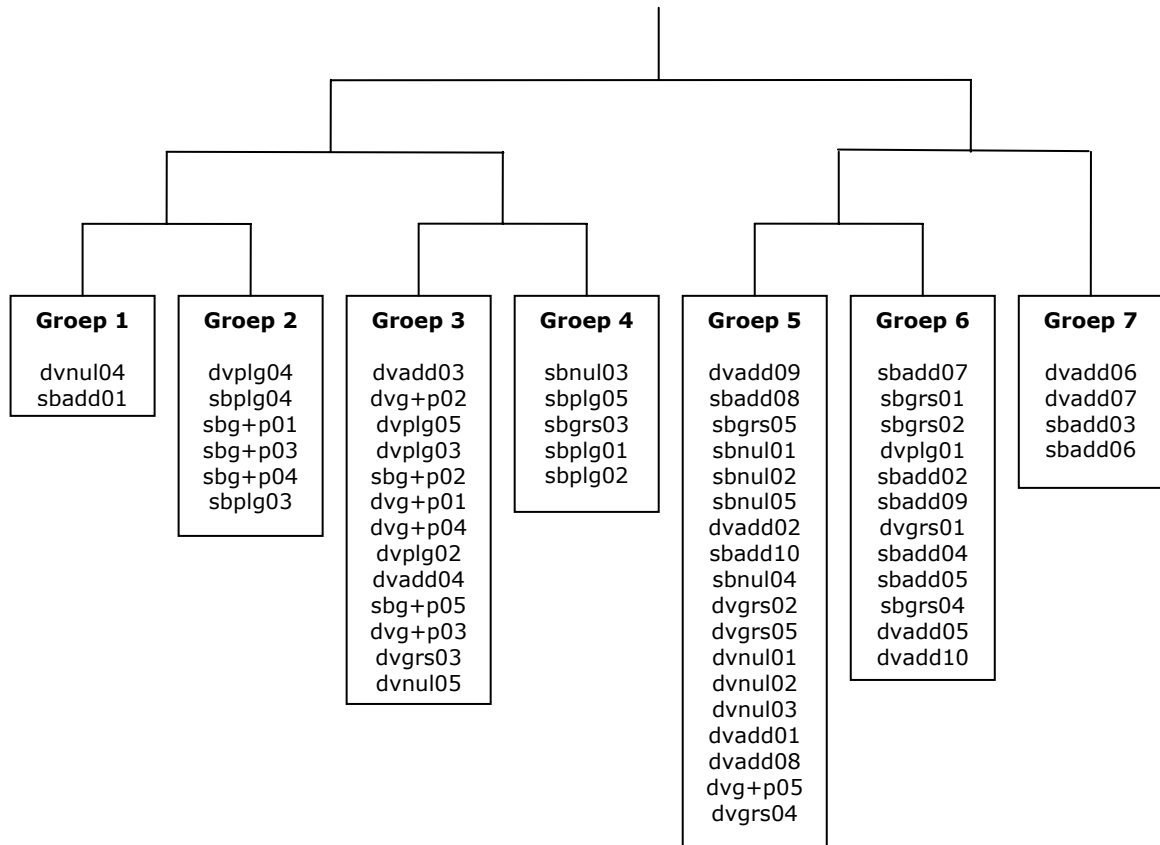 Groep 1
dvnul04
sbadd01
Groep 2
dvplg04
sbplg04
sbg+p01
sbg+p03
sbg+p04
sbplg03
Groep 3
dvadd03
dvg+p02
dvplg05
dvplg03
sbg+p02
dvg+p01
dvg+p04
dvplg02
dvadd04
sbg+p05
dvg+p03
dvgrs03
dvnul05
Groep 4
sbnul03
sbplg05
sbgrs03
sbplg01
sbplg02
Groep 5
dvadd09
sbadd08
sbgrs05
sbnul01
sbnul02
sbnul05
dvadd02
sbadd10
sbnul04
dvgrs02
dvgrs05
dvnul01
dvnul02
dvnul03
dvadd01
dvadd08
dvg+p05
dvgrs04
Groep 6
sbadd07
sbgrs01
sbgrs02
dvplg01
sbadd02
sbadd09
dvgrs01
sbadd04
sbadd05
sbgrs04
dvadd05
dvadd10
Groep 7
dvadd06
dvadd07
sbadd03
sbadd06